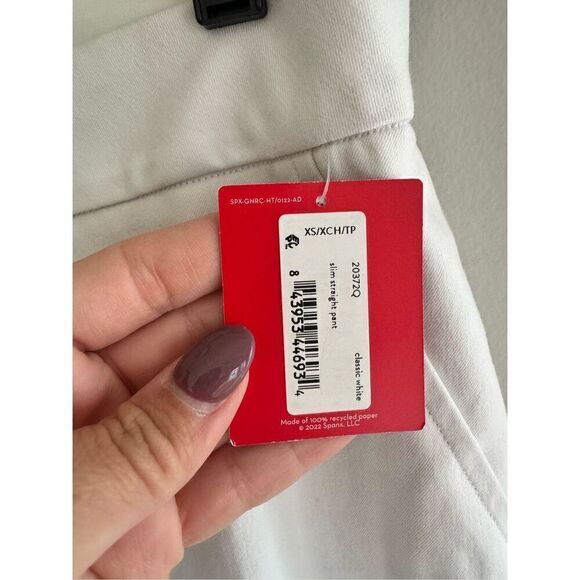 SPX-GNRC-HT/0122-AD
XS/XCH/TP
20372Q
slim straight pant
classic white
8 43953 44693 4
Made of 100% recycled paper
© 2022 Spanx, LLC